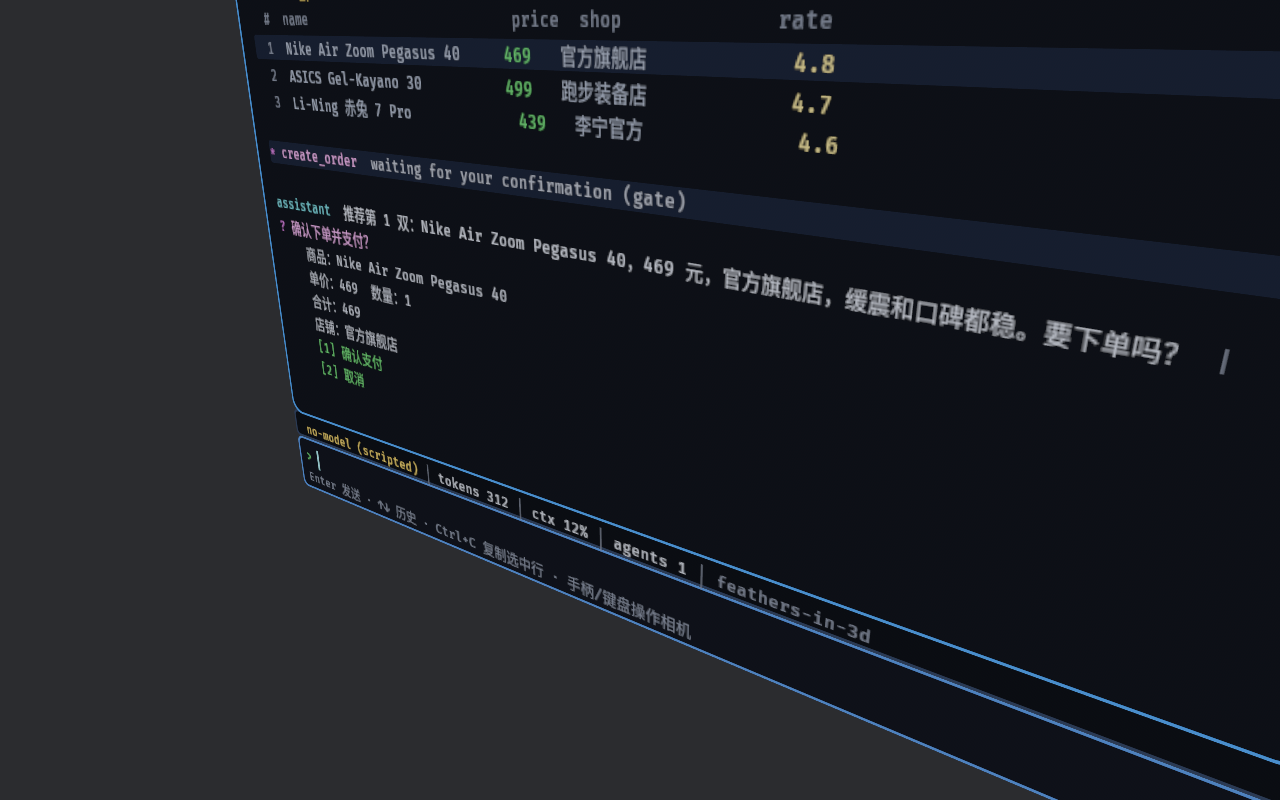 # name price shop rate
1 Nike Air Zoom Pegasus 40 469 官方旗舰店 4.8
2 ASICS Gel-Kayano 30 499 跑步装备店 4.7
3 Li-Ning 赤兔 7 Pro 439 李宁官方 4.6
* create_order waiting for your confirmation (gate)
assistant 推荐第 1 双: Nike Air Zoom Pegasus 40, 469 元, 官方旗舰店, 缓震和口碑都稳。要下单吗?
? 确认下单并支付?
商品: Nike Air Zoom Pegasus 40
单价: 469 数量: 1
合计: 469
店铺: 官方旗舰店
[1] 确认支付
[2] 取消
no-model (scripted) │ tokens 312 │ ctx 12% │ agents 1 │ feathers-in-3d
›
Enter 发送 · ↑↓ 历史 · Ctrl+C 复制选中行 · 手柄/键盘操作相机